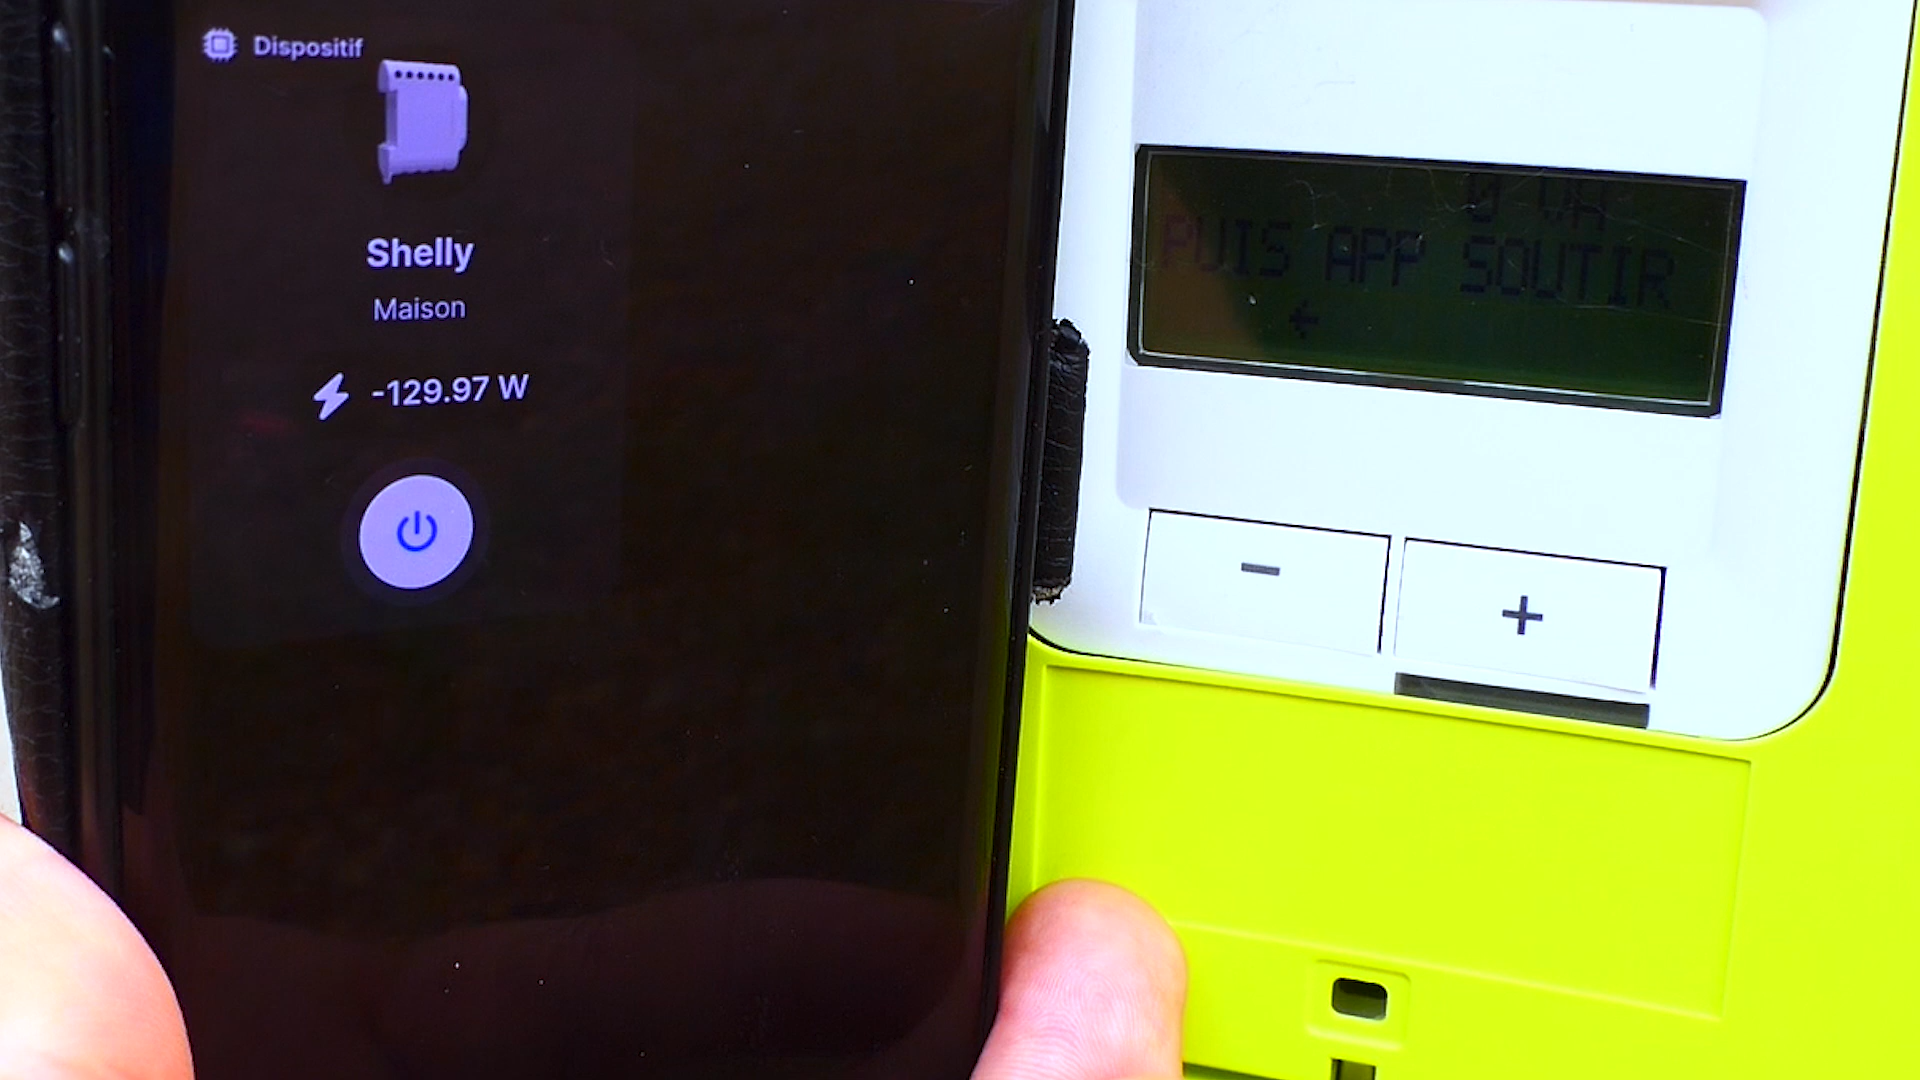 Dispositif
Shelly
Maison
-129.97 W
0 VA
PUIS APP SOUTIR
-
+